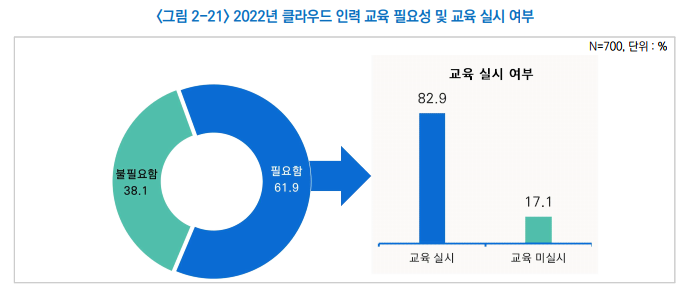 <그림 2-21> 2022년 클라우드 인력 교육 필요성 및 교육 실시 여부
N=700, 단위 : %
불필요함
38.1
필요함
61.9
교육 실시 여부
82.9
17.1
교육 실시
교육 미실시